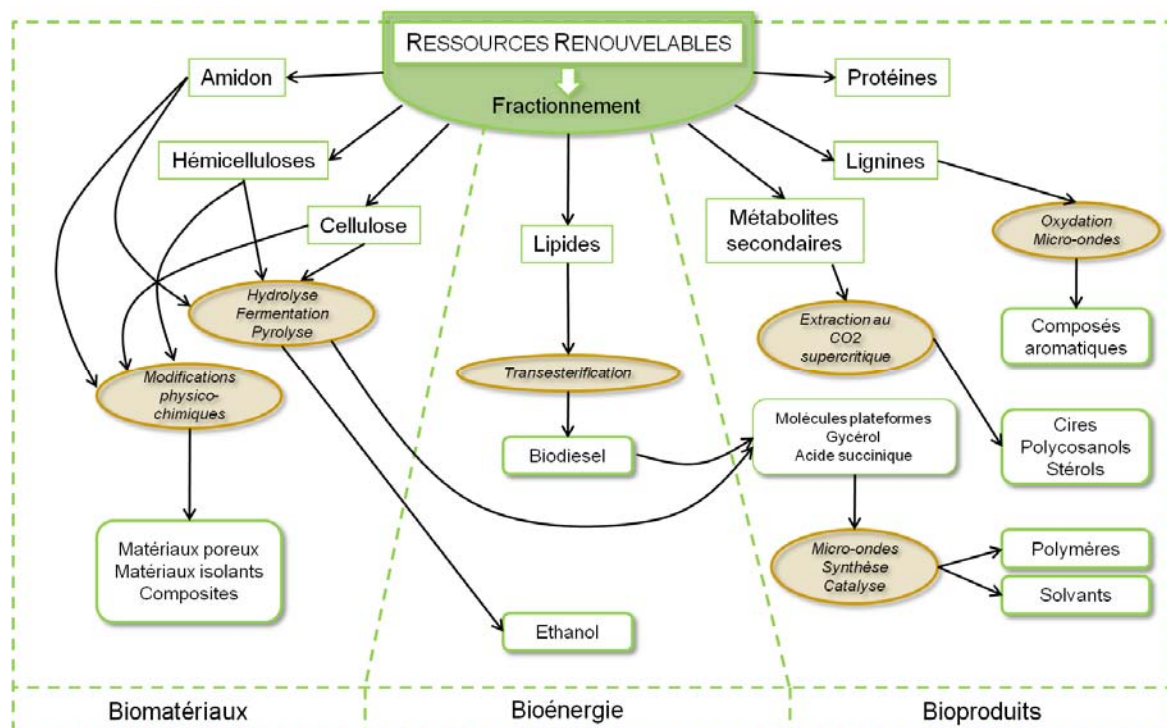 RESSOURCES RENOUVELABLES
Fractionnement
Amidon
Protéines
Hémicelluloses
Lignines
Cellulose
Lipides
Métabolites
secondaires
Oxydation
Micro-ondes
Hydrolyse
Fermentation
Pyrolyse
Extraction au
CO2
supercritique
Composés
aromatiques
Modifications
physico-
chimiques
Transesterification
Molécules plateformes
Gycérol
Acide succinique
Cires
Polycosanols
Stérols
Biodiesel
Matériaux poreux
Matériaux isolants
Composites
Micro-ondes
Synthèse
Catalyse
Polymères
Solvants
Ethanol
Biomatériaux
Bioénergie
Bioproduits